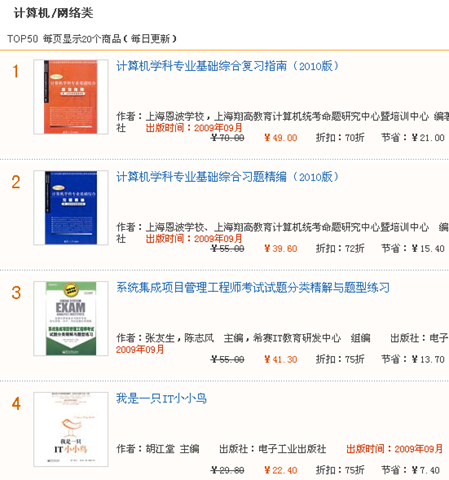 计算机/网络类
TOP50 每页显示20个商品(每日更新)
1
计算机学科专业基础综合复习指南(2010版)
作者:上海恩波学校,上海翔高教育计算机统考命题研究中心暨培训中心 编著
社 出版时间:2009年09月
￥70.00 ￥49.00 折扣:70折 节省:￥21.00
2
计算机学科专业基础综合习题精编(2010版)
作者:上海恩波学校、上海翔高教育计算机统考命题研究中心暨培训中心 编
社 出版时间:2009年09月
￥55.00 ￥39.60 折扣:72折 节省:￥15.40
3
系统集成项目管理工程师考试试题分类精解与题型练习
EXAM
作者:张友生,陈志风 主编,希赛IT教育研发中心 组编 出版社:电子
2009年09月
￥55.00 ￥41.30 折扣:75折 节省:￥13.70
4
我是一只IT小小鸟
我是一只
IT小小鸟
作者:胡江堂 主编 出版社:电子工业出版社 出版时间:2009年09月
￥29.80 ￥22.40 折扣:75折 节省:￥7.40